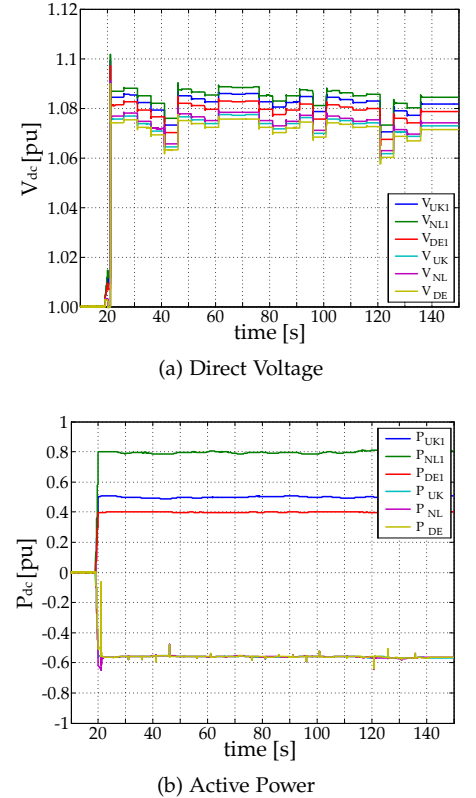 1.12
1.10
1.08
1.06
1.04
1.02
1.00
V_dc [pu]
20 40 60 80 100 120 140
time [s]
V_UK1
V_NL1
V_DE1
V_UK
V_NL
V_DE
(a) Direct Voltage
1
0.8
0.6
0.4
0.2
0
-0.2
-0.4
-0.6
-0.8
-1
P_dc [pu]
20 40 60 80 100 120 140
time [s]
P_UK1
P_NL1
P_DE1
P_UK
P_NL
P_DE
(b) Active Power